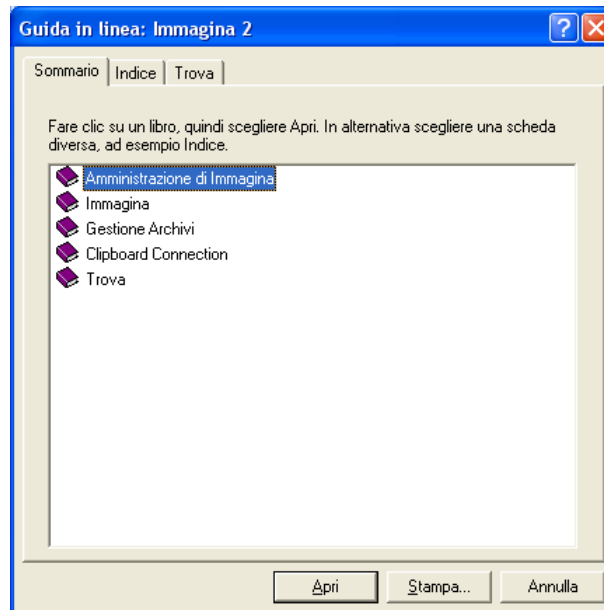 Guida in linea: Immagina 2
Sommario Indice Trova
Fare clic su un libro, quindi scegliere Apri. In alternativa scegliere una scheda
diversa, ad esempio Indice.
Amministrazione di Immagina
Immagina
Gestione Archivi
Clipboard Connection
Trova
Apri Stampa... Annulla